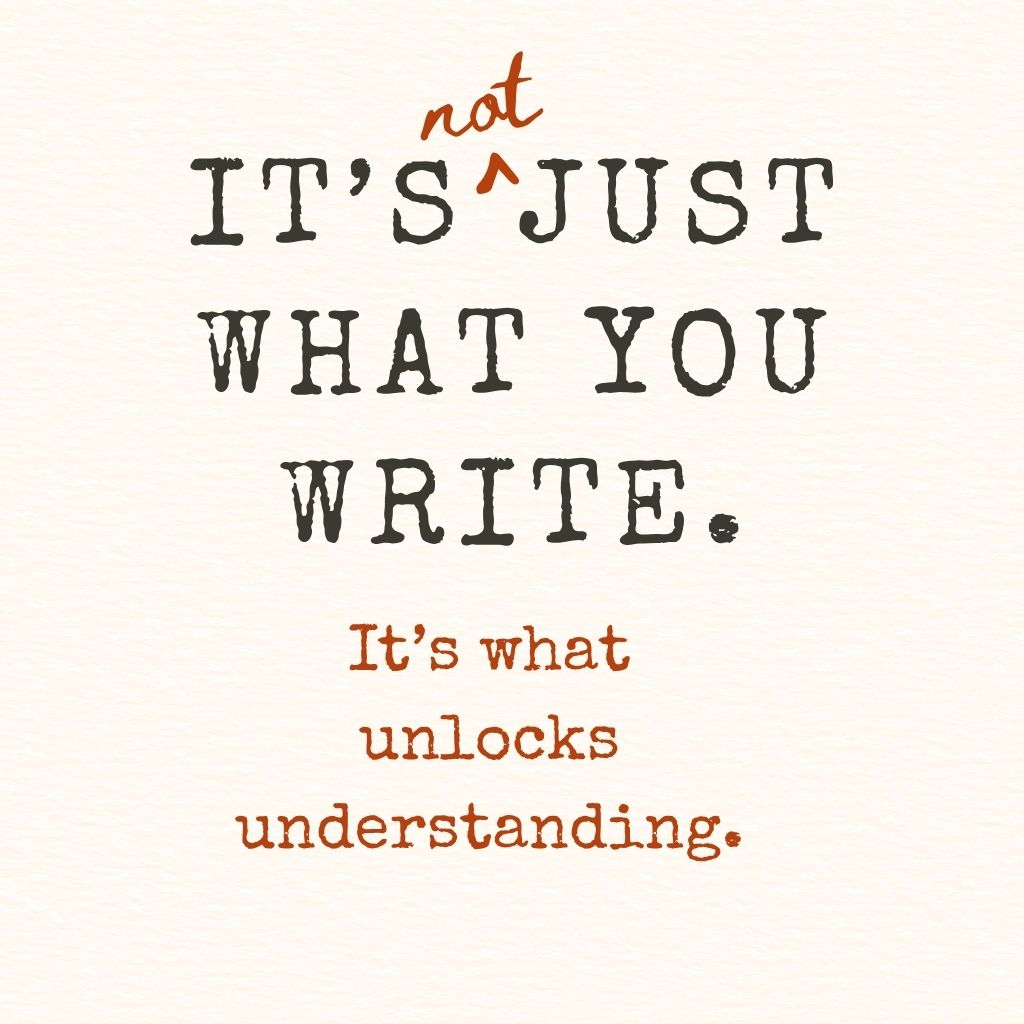 not
IT’S ^ JUST
WHAT YOU
WRITE.
It’s what
unlocks
understanding.